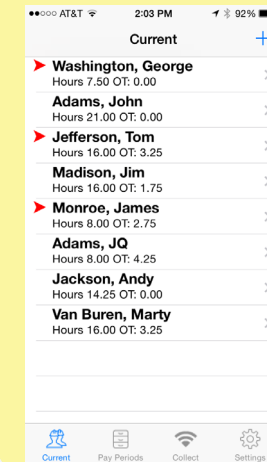 AT&T 2:03 PM 92%
Current +
Washington, George
Hours 7.50 OT: 0.00
Adams, John
Hours 21.00 OT: 0.00
Jefferson, Tom
Hours 16.00 OT: 3.25
Madison, Jim
Hours 16.00 OT: 1.75
Monroe, James
Hours 8.00 OT: 2.75
Adams, JQ
Hours 8.00 OT: 4.25
Jackson, Andy
Hours 14.25 OT: 0.00
Van Buren, Marty
Hours 16.00 OT: 3.25
Current Pay Periods Collect Settings